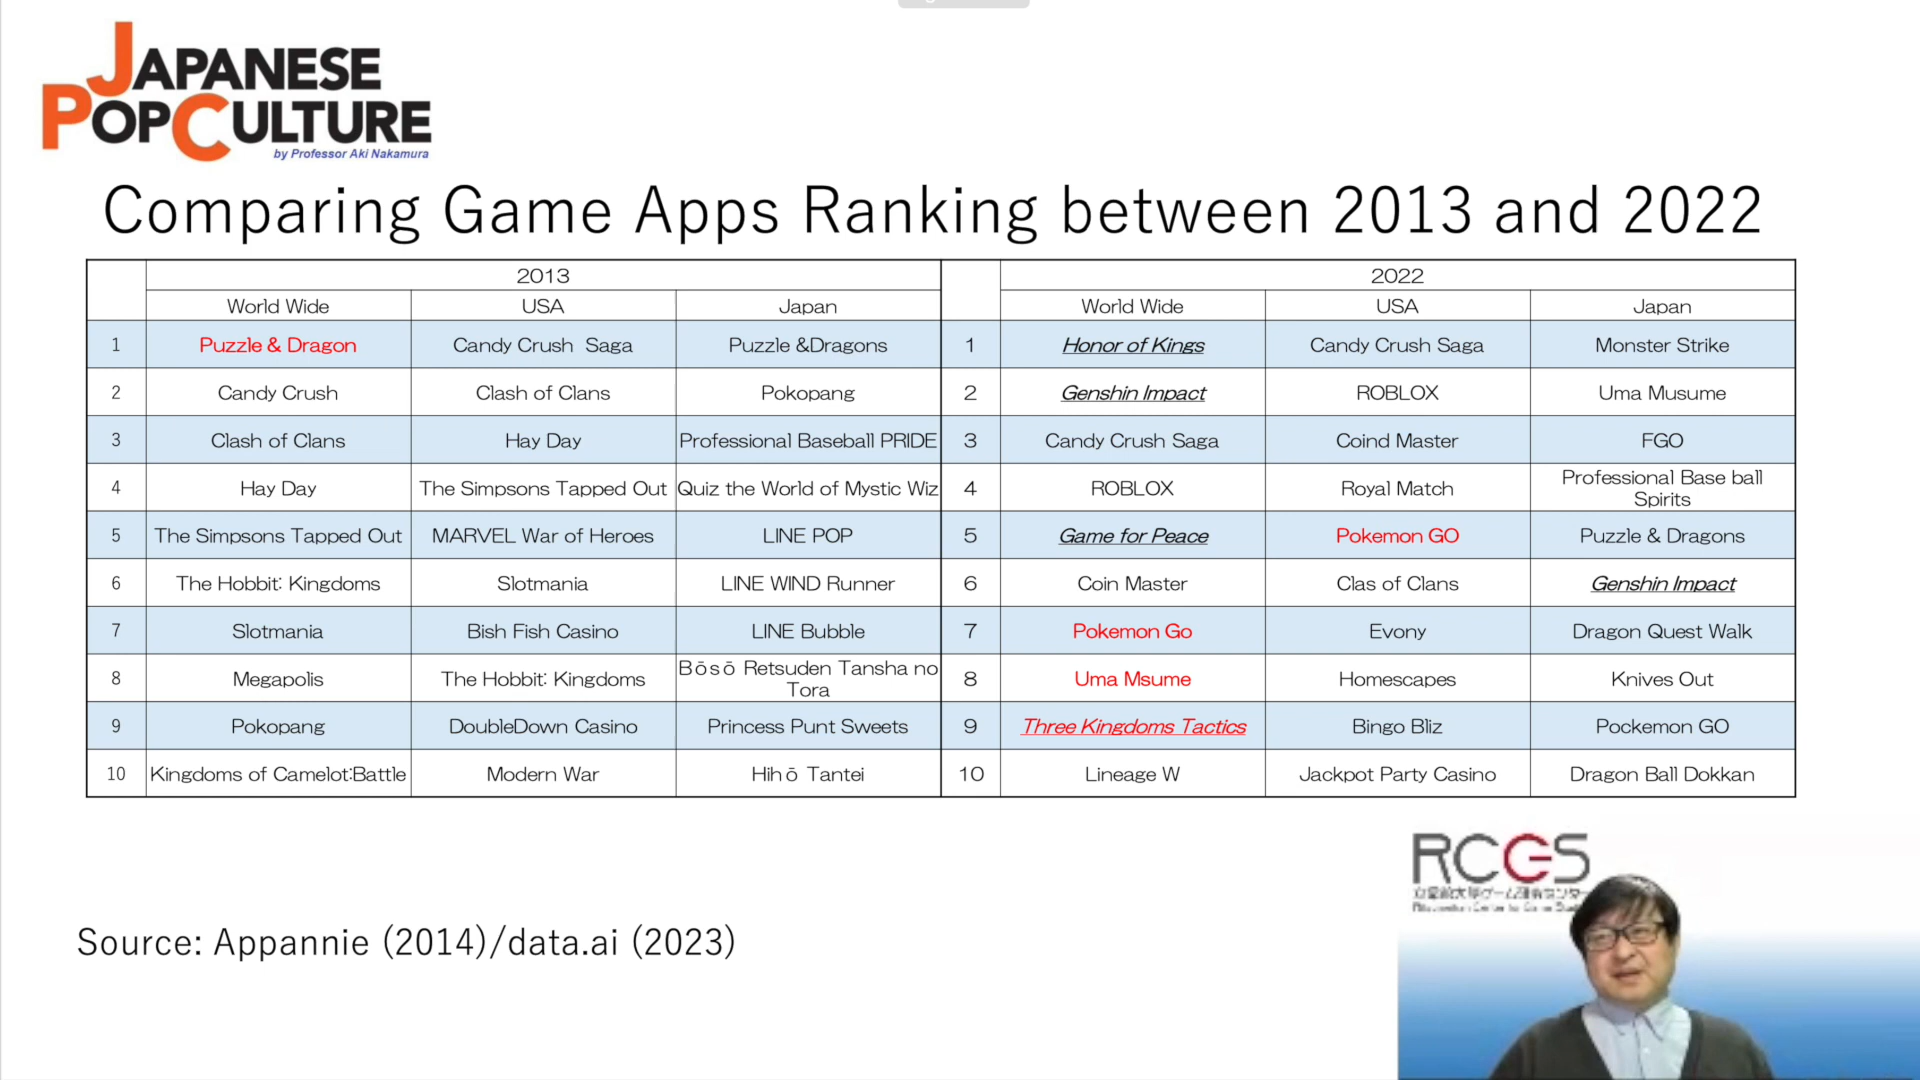 JAPANESE
POPCULTURE
by Professor Aki Nakamura
Comparing Game Apps Ranking between 2013 and 2022
2013 2022
World Wide USA Japan World Wide USA Japan
1 Puzzle & Dragon Candy Crush Saga Puzzle &Dragons 1 Honor of Kings Candy Crush Saga Monster Strike
2 Candy Crush Clash of Clans Pokopang 2 Genshin Impact ROBLOX Uma Musume
3 Clash of Clans Hay Day Professional Baseball PRIDE 3 Candy Crush Saga Coind Master FGO
4 Hay Day The Simpsons Tapped Out Quiz the World of Mystic Wiz 4 ROBLOX Royal Match Professional Base ball
Spirits
5 The Simpsons Tapped Out MARVEL War of Heroes LINE POP 5 Game for Peace Pokemon GO Puzzle & Dragons
6 The Hobbit: Kingdoms Slotmania LINE WIND Runner 6 Coin Master Clas of Clans Genshin Impact
7 Slotmania Bish Fish Casino LINE Bubble 7 Pokemon Go Evony Dragon Quest Walk
8 Megapolis The Hobbit: Kingdoms Bōsō Retsuden Tansha no
Tora 8 Uma Msume Homescapes Knives Out
9 Pokopang DoubleDown Casino Princess Punt Sweets 9 Three Kingdoms Tactics Bingo Bliz Pockemon GO
10 Kingdoms of Camelot:Battle Modern War Hihō Tantei 10 Lineage W Jackpot Party Casino Dragon Ball Dokkan
Source: Appannie (2014)/data.ai (2023)
RCGS